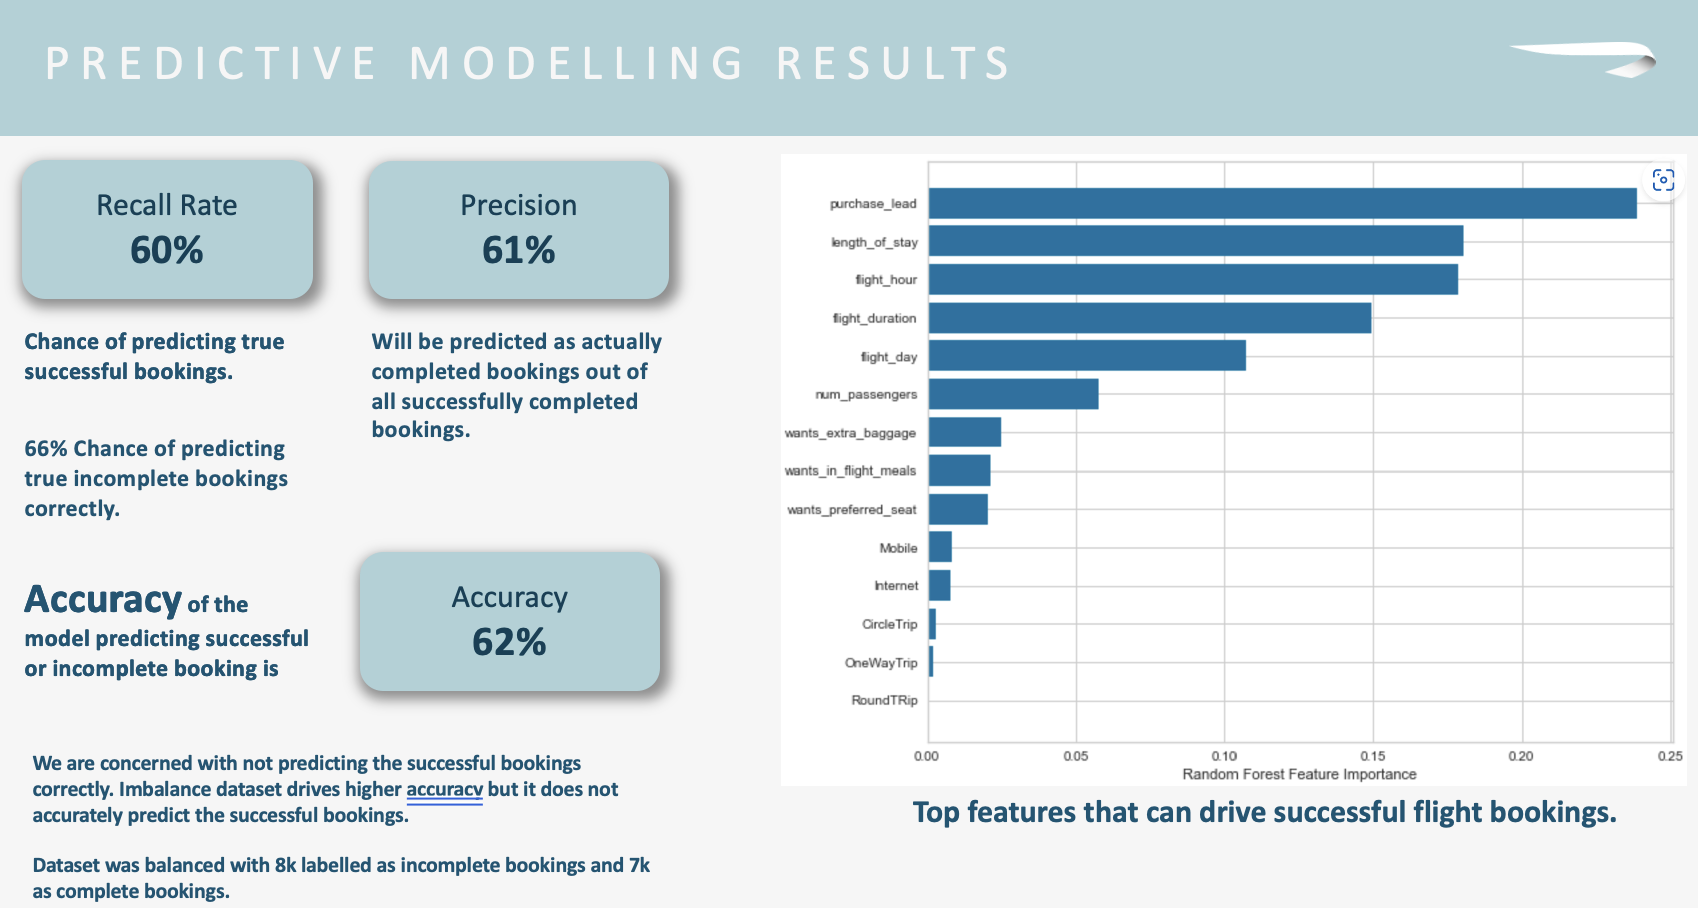 PREDICTIVE MODELLING RESULTS
Recall Rate
60%
Precision
61%
Chance of predicting true
successful bookings.
66% Chance of predicting
true incomplete bookings
correctly.
Will be predicted as actually
completed bookings out of
all successfully completed
bookings.
Accuracy of the
model predicting successful
or incomplete booking is
Accuracy
62%
We are concerned with not predicting the successful bookings
correctly. Imbalance dataset drives higher accuracy but it does not
accurately predict the successful bookings.
Dataset was balanced with 8k labelled as incomplete bookings and 7k
as complete bookings.
purchase_lead
length_of_stay
flight_hour
flight_duration
flight_day
num_passengers
wants_extra_baggage
wants_in_flight_meals
wants_preferred_seat
Mobile
Internet
CircleTrip
OneWayTrip
RoundTRip
0.00 0.05 0.10 0.15 0.20 0.25
Random Forest Feature Importance
Top features that can drive successful flight bookings.